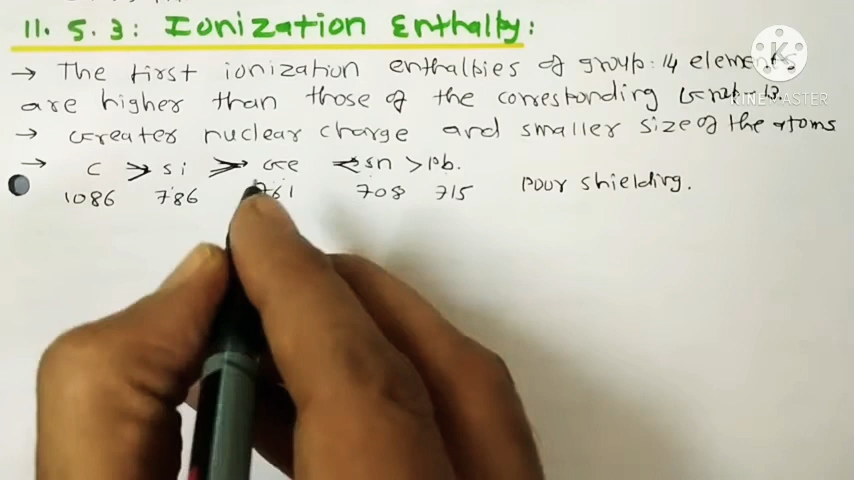 11. 5. 3: Ionization Enthalpy:
→ The first ionization enthalpies of group: 14 elements
are higher than those of the corresponding Group - 13.
KINEMASTER
→ Greater nuclear charge and smaller size of the atoms
→ C > Si > Ge < Sn > Pb.
1086 786 761 708 715 poor shielding.